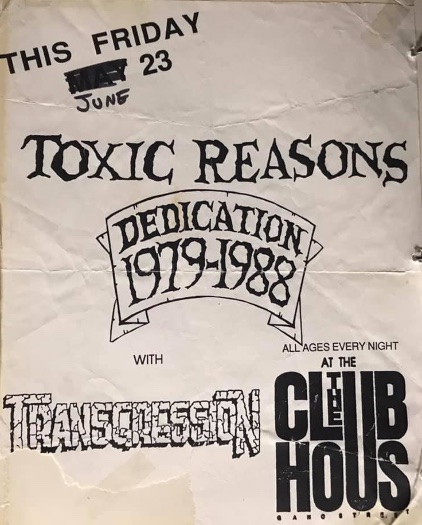 THIS FRIDAY
MAY 23
JUNE
TOXIC REASONS
DEDICATION
1979-1988
WITH
TRANSGRESSION
ALL AGES EVERY NIGHT
AT THE
CLUB
THE
HOUS